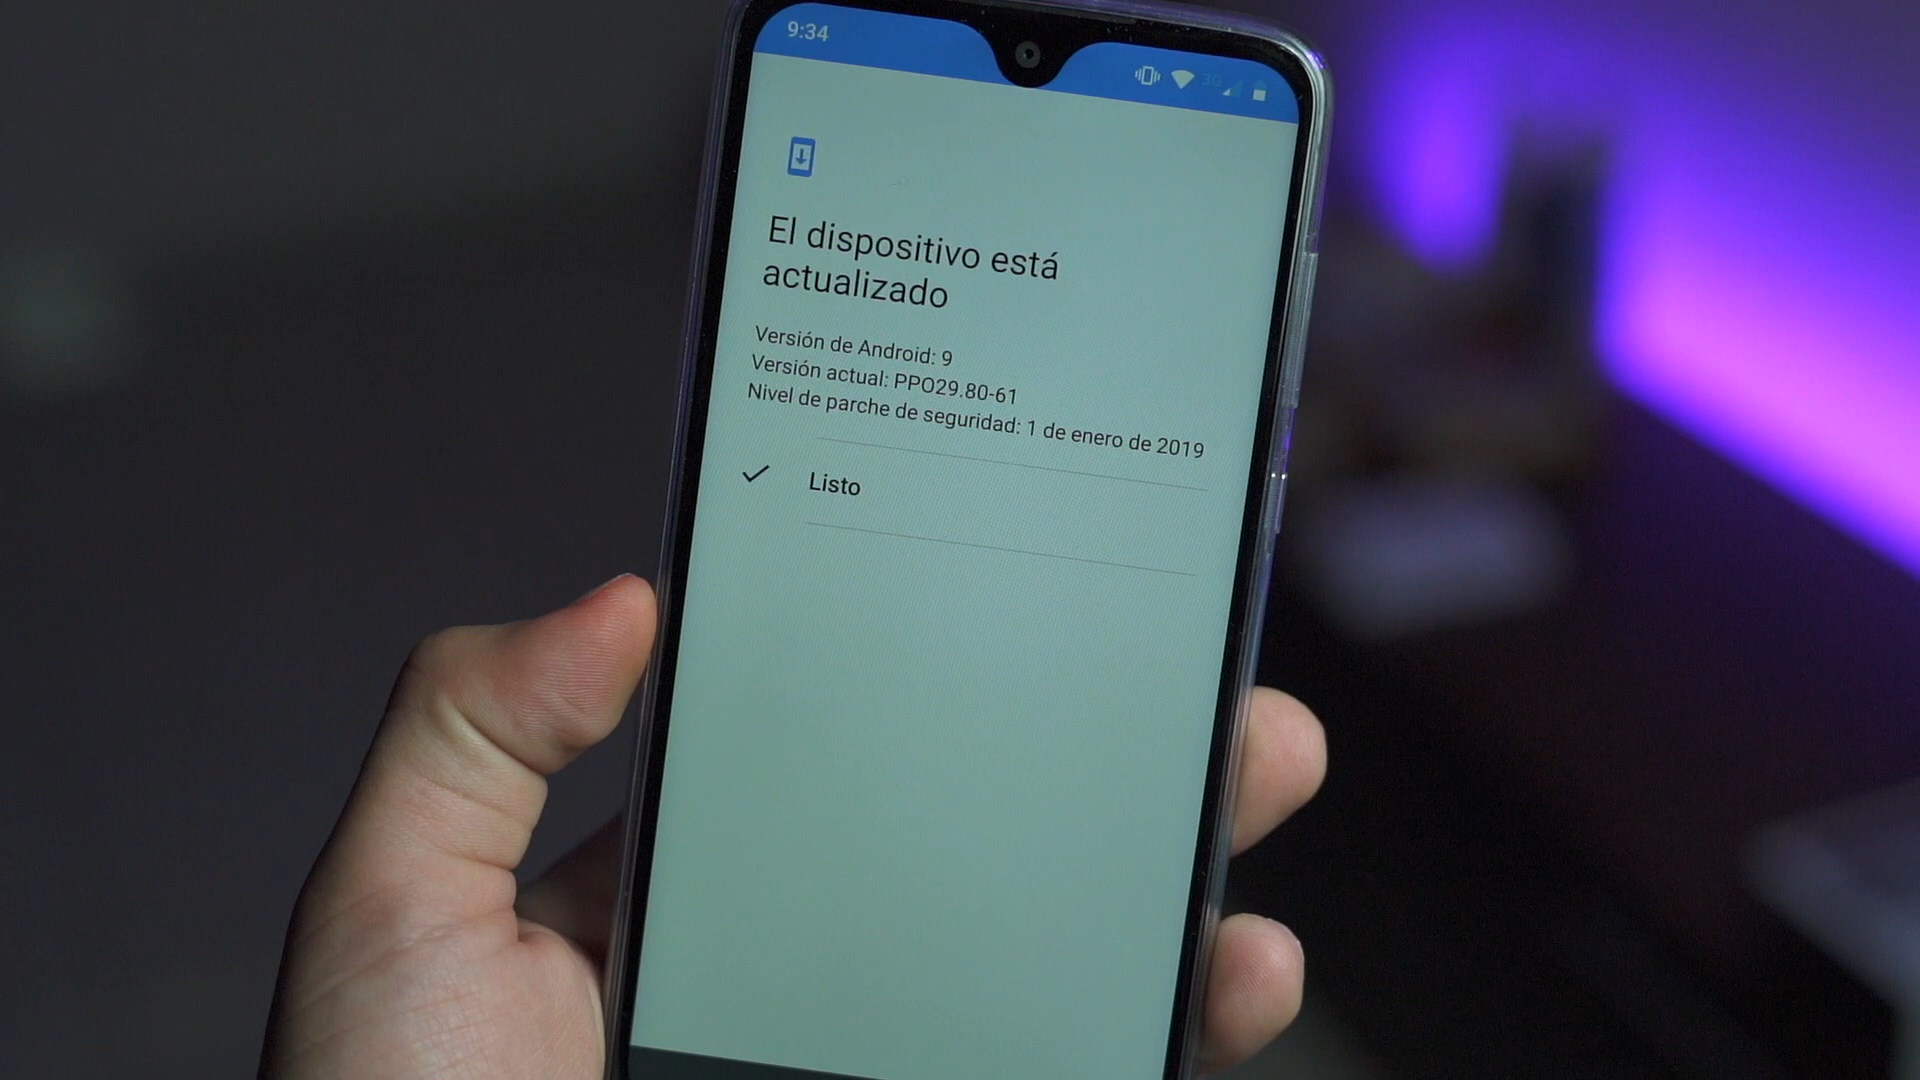 9:34
3G
El dispositivo está
actualizado
Versión de Android: 9
Versión actual: PPO29.80-61
Nivel de parche de seguridad: 1 de enero de 2019
Listo